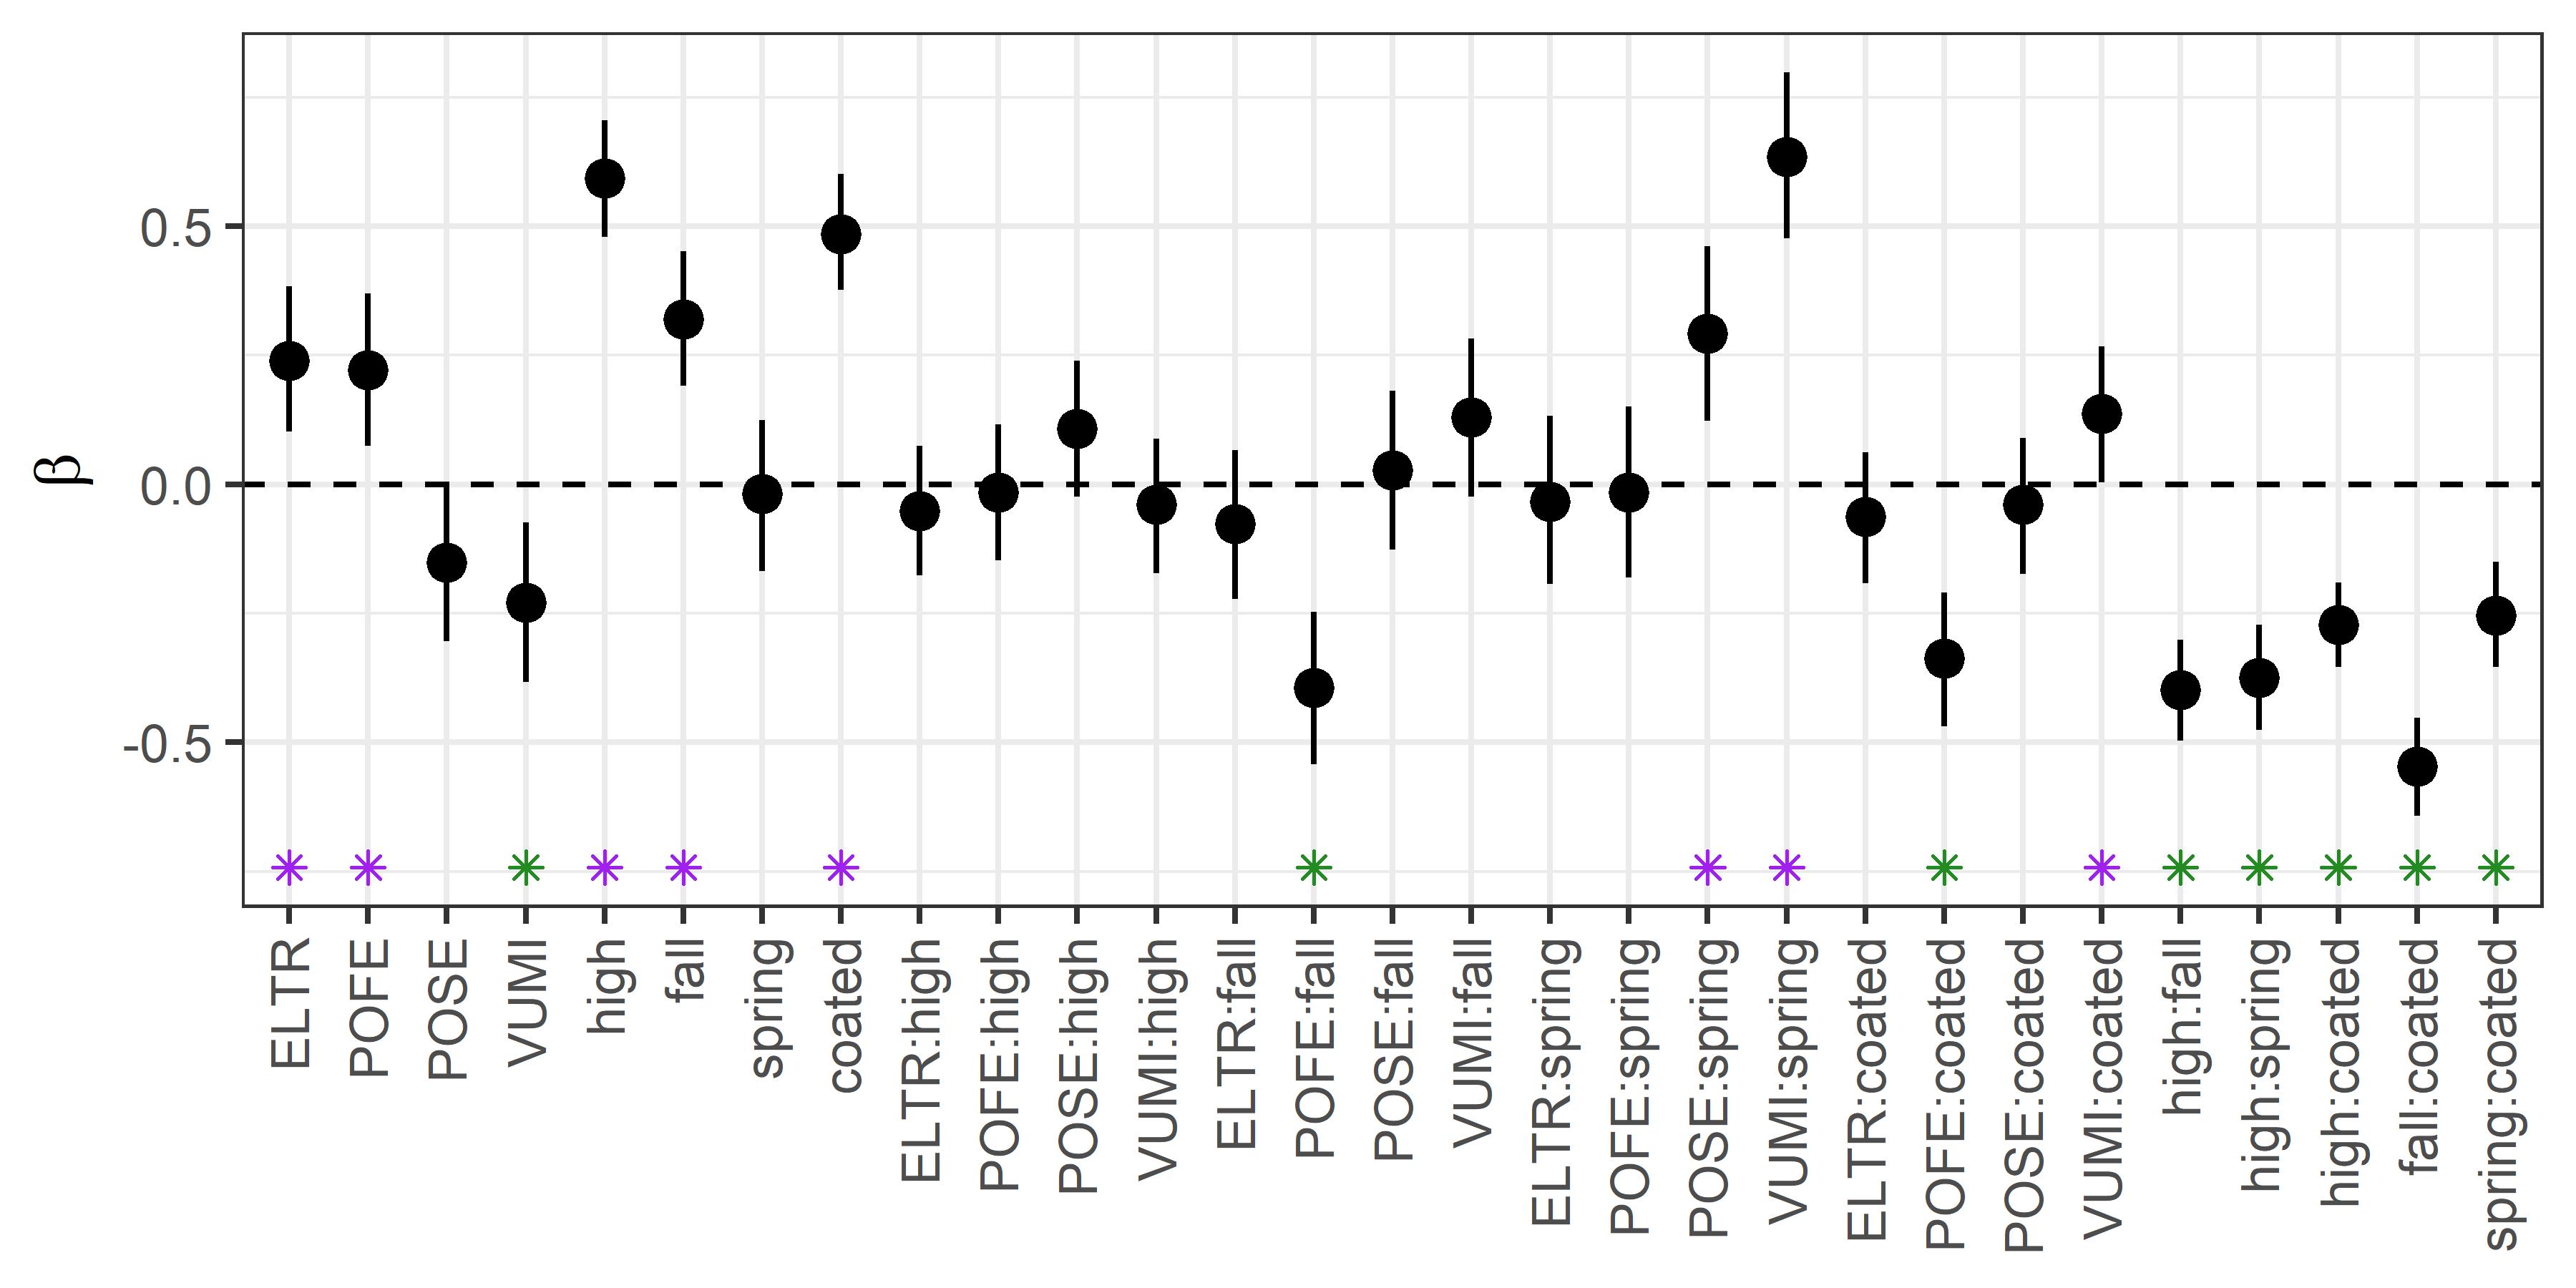 β
0.5
0.0
-0.5
ELTR
POFE
POSE
VUMI
high
fall
spring
coated
ELTR:high
POFE:high
POSE:high
VUMI:high
ELTR:fall
POFE:fall
POSE:fall
VUMI:fall
ELTR:spring
POFE:spring
POSE:spring
VUMI:spring
ELTR:coated
POFE:coated
POSE:coated
VUMI:coated
high:fall
high:spring
high:coated
fall:coated
spring:coated